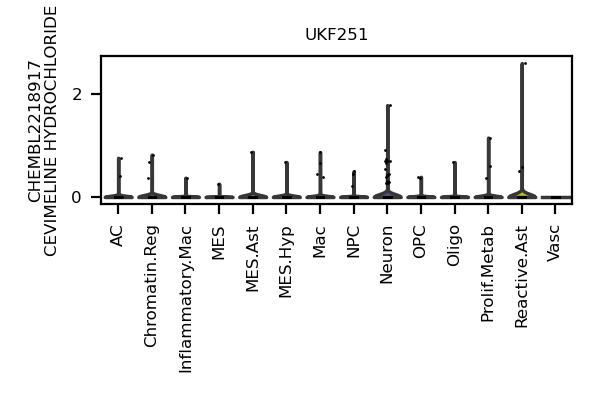 UKF251
CHEMBL2218917
CEVIMELINE HYDROCHLORIDE
2
0
AC
Chromatin.Reg
Inflammatory.Mac
MES
MES.Ast
MES.Hyp
Mac
NPC
Neuron
OPC
Oligo
Prolif.Metab
Reactive.Ast
Vasc